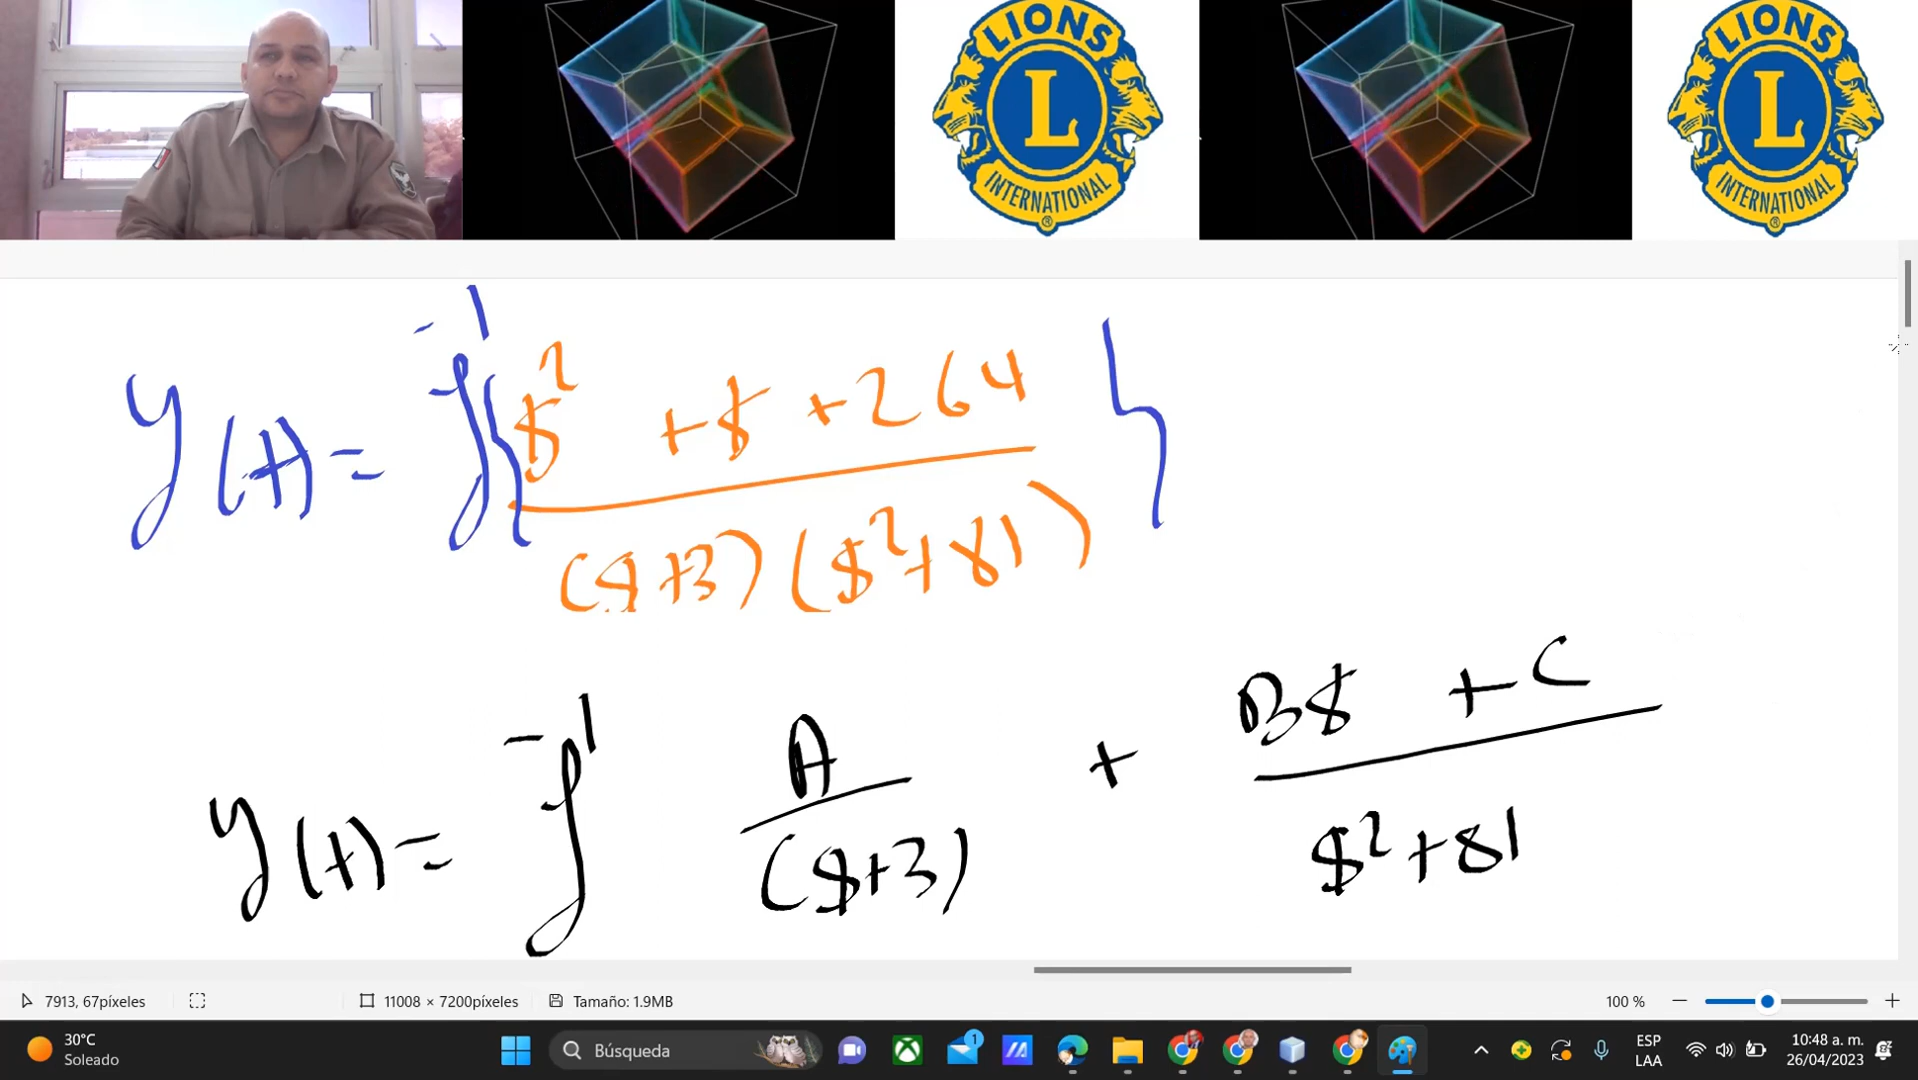 LIONS
L
INTERNATIONAL
®
LIONS
L
INTERNATIONAL
®
y(t) = ℒ⁻¹{ (s² + s + 264) / ((s+3)(s²+81)) }
y(t) = ℒ⁻¹ A/(s+3) + (Bs + C)/(s²+81)
7913, 67píxeles
11008 × 7200píxeles
Tamaño: 1.9MB
100 %
30°C
Soleado
Búsqueda
1
ESP
LAA
10:48 a. m.
26/04/2023